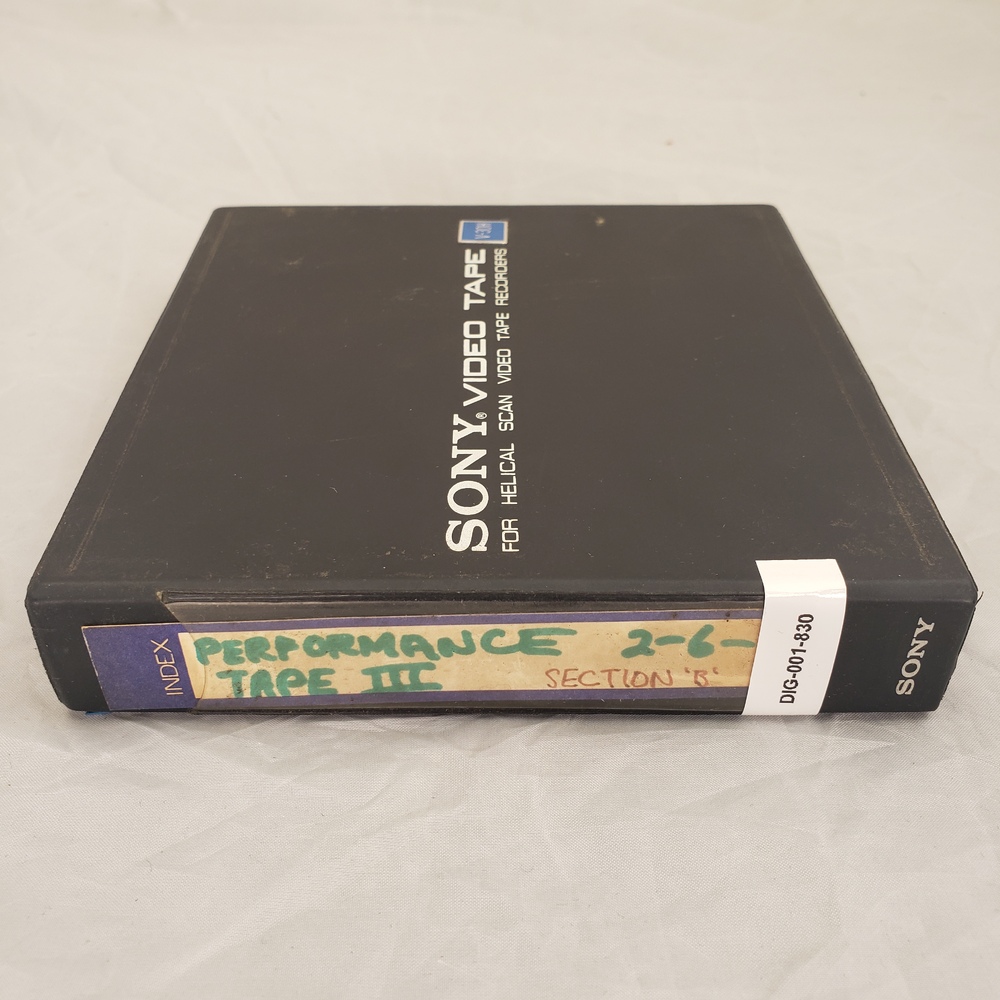 SONY® VIDEO TAPE
FOR HELICAL SCAN VIDEO TAPE RECORDERS
INDEX
PERFORMANCE 2-6-
TAPE III SECTION 'B'
DIG-001-830
SONY